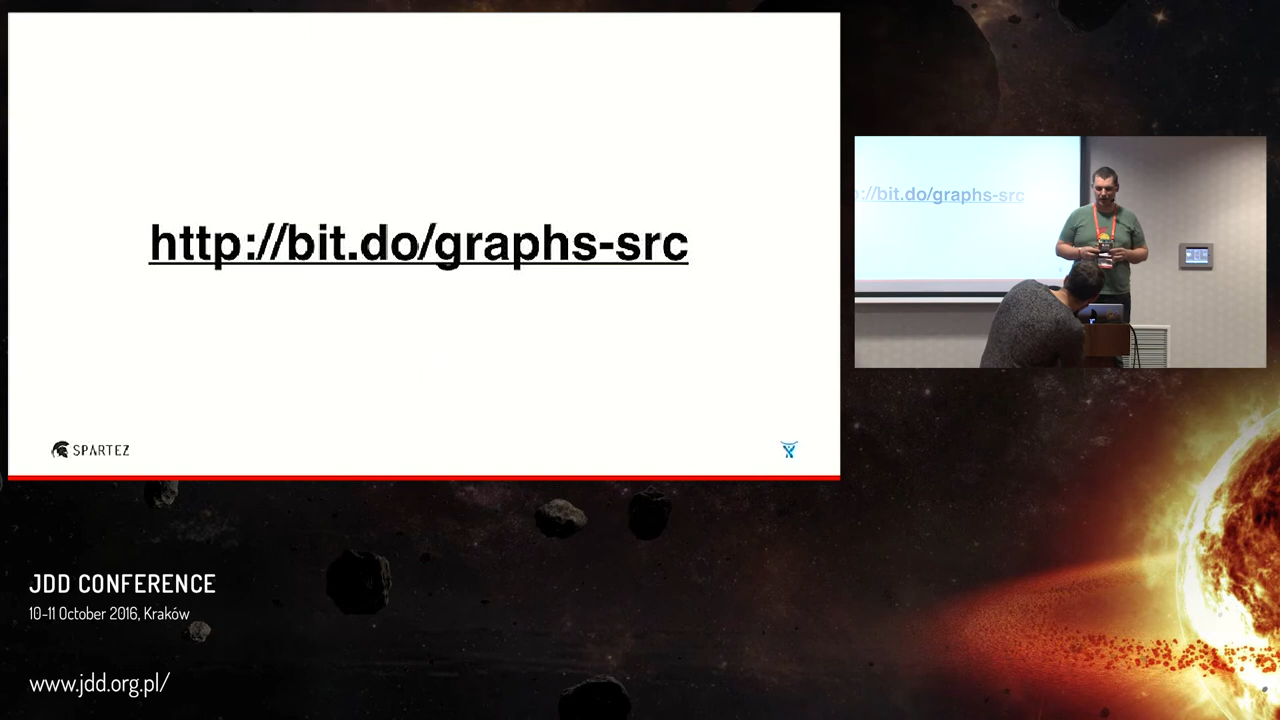 http://bit.do/graphs-src
SPARTEZ
://bit.do/graphs-src
JDD CONFERENCE
10-11 October 2016, Kraków
www.jdd.org.pl/